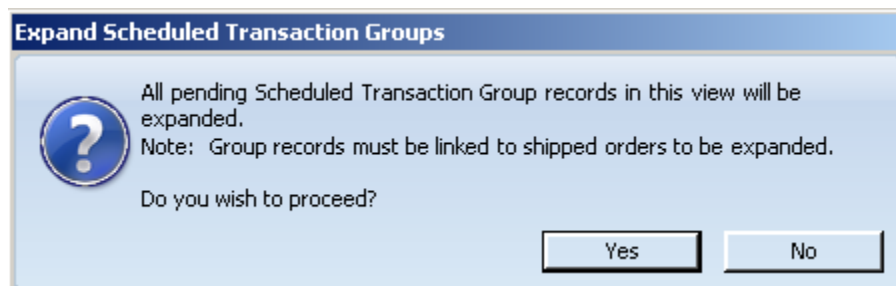 Expand Scheduled Transaction Groups
All pending Scheduled Transaction Group records in this view will be
expanded.
Note:  Group records must be linked to shipped orders to be expanded.
Do you wish to proceed?
Yes
No